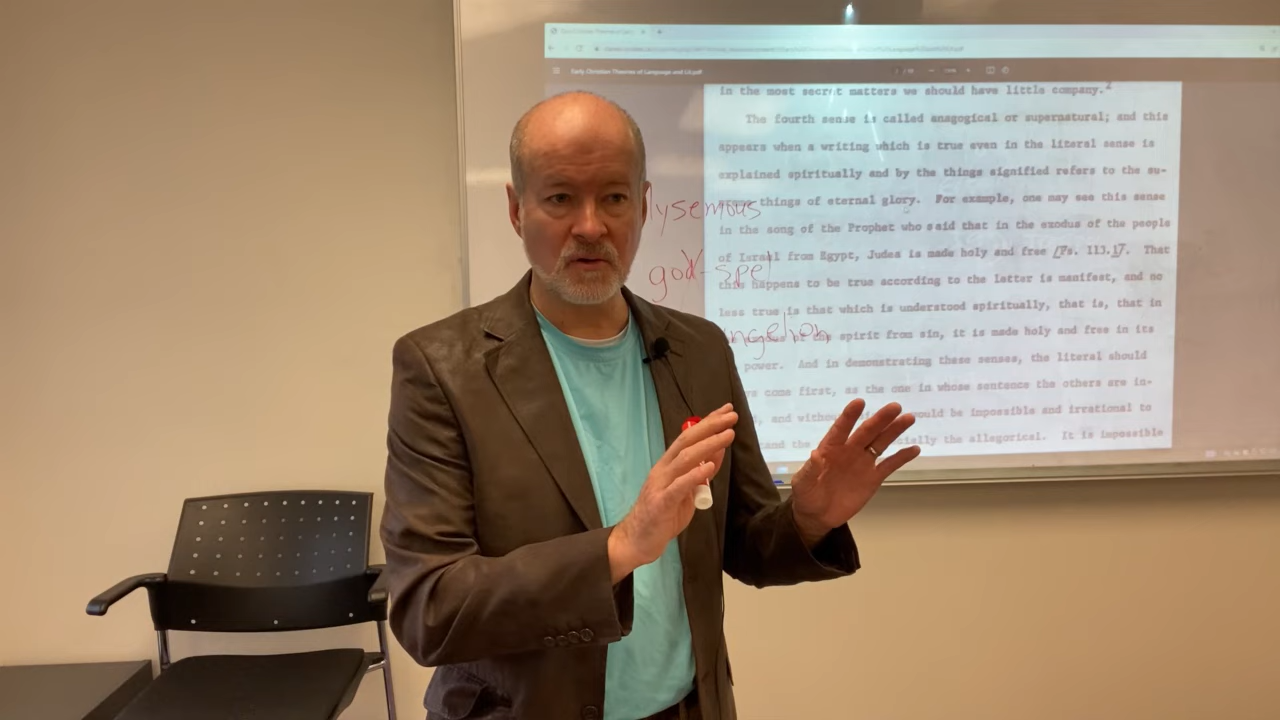 Early Christian Theories of Language and Lit.pdf
in the most secret matters we should have little company.2
The fourth sense is called anagogical or supernatural; and this
appears when a writing which is true even in the literal sense is
explained spiritually and by the things signified refers to the su-
things of eternal glory. For example, one may see this sense
lysemous
in the song of the Prophet who said that in the exodus of the people
of Israel from Egypt, Judea is made holy and free /Ps. 113.17. That
god-spel
this happens to be true according to the letter is manifest, and no
less true is that which is understood spiritually, that is, that in
of the spirit from sin, it is made holy and free in its
angelion
power. And in demonstrating these senses, the literal should
come first, as the one in whose sentence the others are in-
and without would be impossible and irrational to
the allegorical. It is impossible